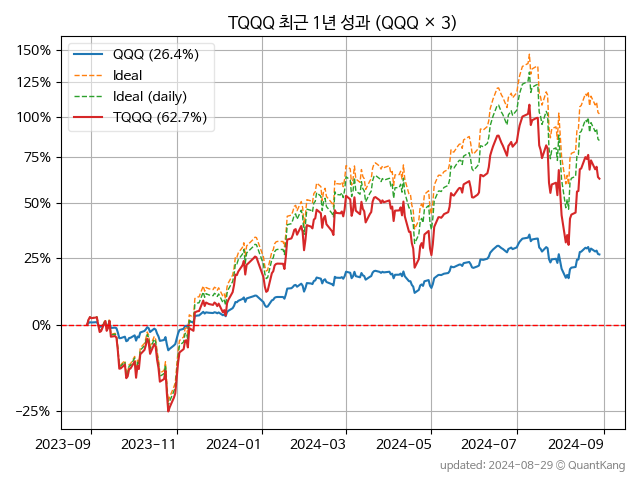 TQQQ 최근 1년 성과 (QQQ × 3)
150%
125%
100%
75%
50%
25%
0%
−25%
QQQ (26.4%)
Ideal
Ideal (daily)
TQQQ (62.7%)
2023-09 2023-11 2024-01 2024-03 2024-05 2024-07 2024-09
updated: 2024-08-29 © QuantKang